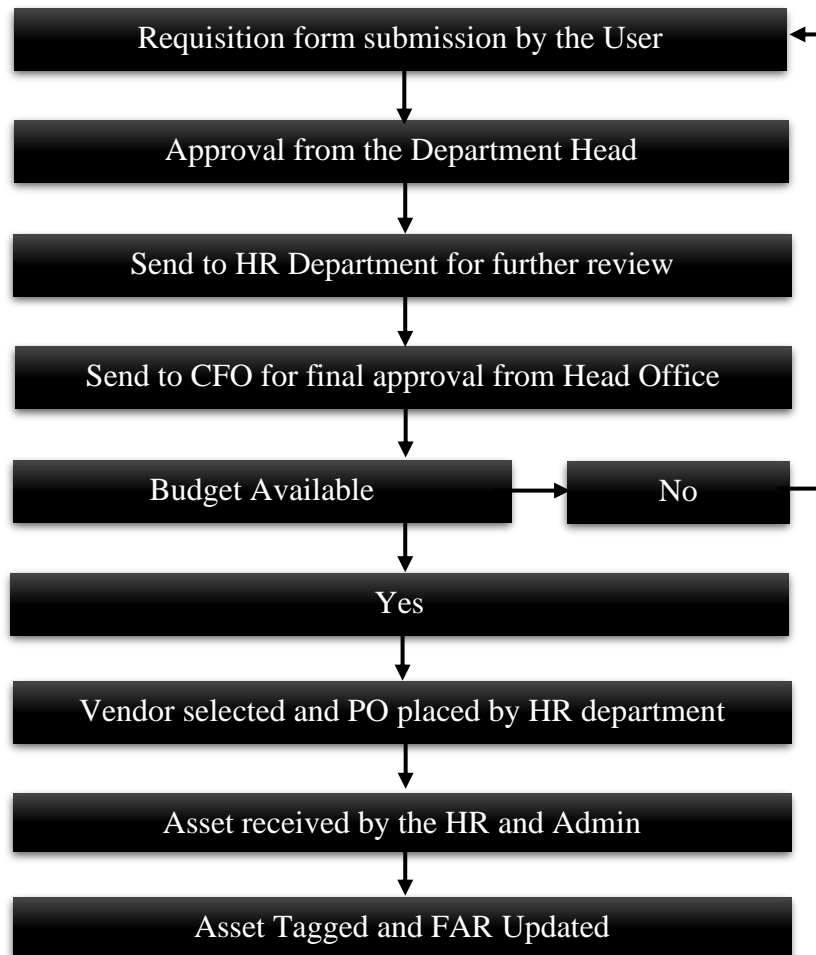 Requisition form submission by the User
Approval from the Department Head
Send to HR Department for further review
Send to CFO for final approval from Head Office
Budget Available
No
Yes
Vendor selected and PO placed by HR department
Asset received by the HR and Admin
Asset Tagged and FAR Updated